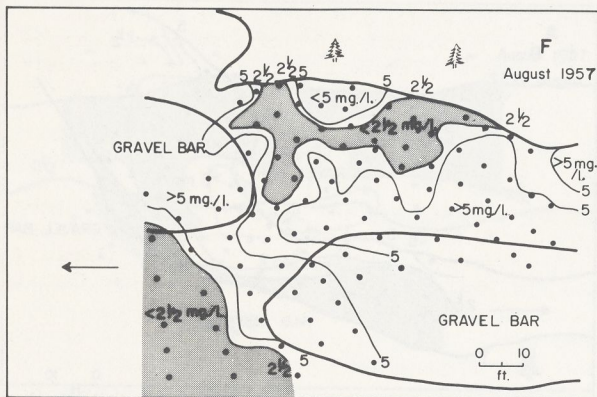 F
August 1957
5 2½ 2½ 5
2½
<5 mg./l.
<2½ mg/l.
2½
GRAVEL BAR
>5 mg./l.
>5 mg./l.
5
>5 mg/l.
5
5
<2½ mg./l.
GRAVEL BAR
0 10
ft.
2½
5
5